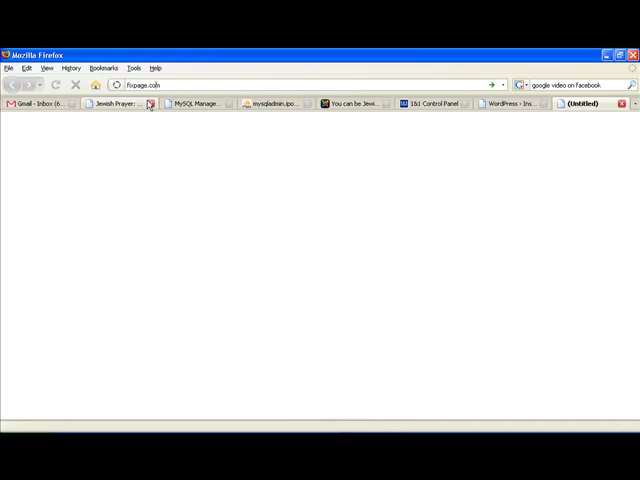 Mozilla Firefox
File Edit View History Bookmarks Tools Help
fixpage.com google video on facebook
Gmail - Inbox (6... Jewish Prayer: ... MySQL Manage... mysqladmin.ipo... You can be Jewi... 1&1 Control Panel WordPress › Ins... (Untitled)